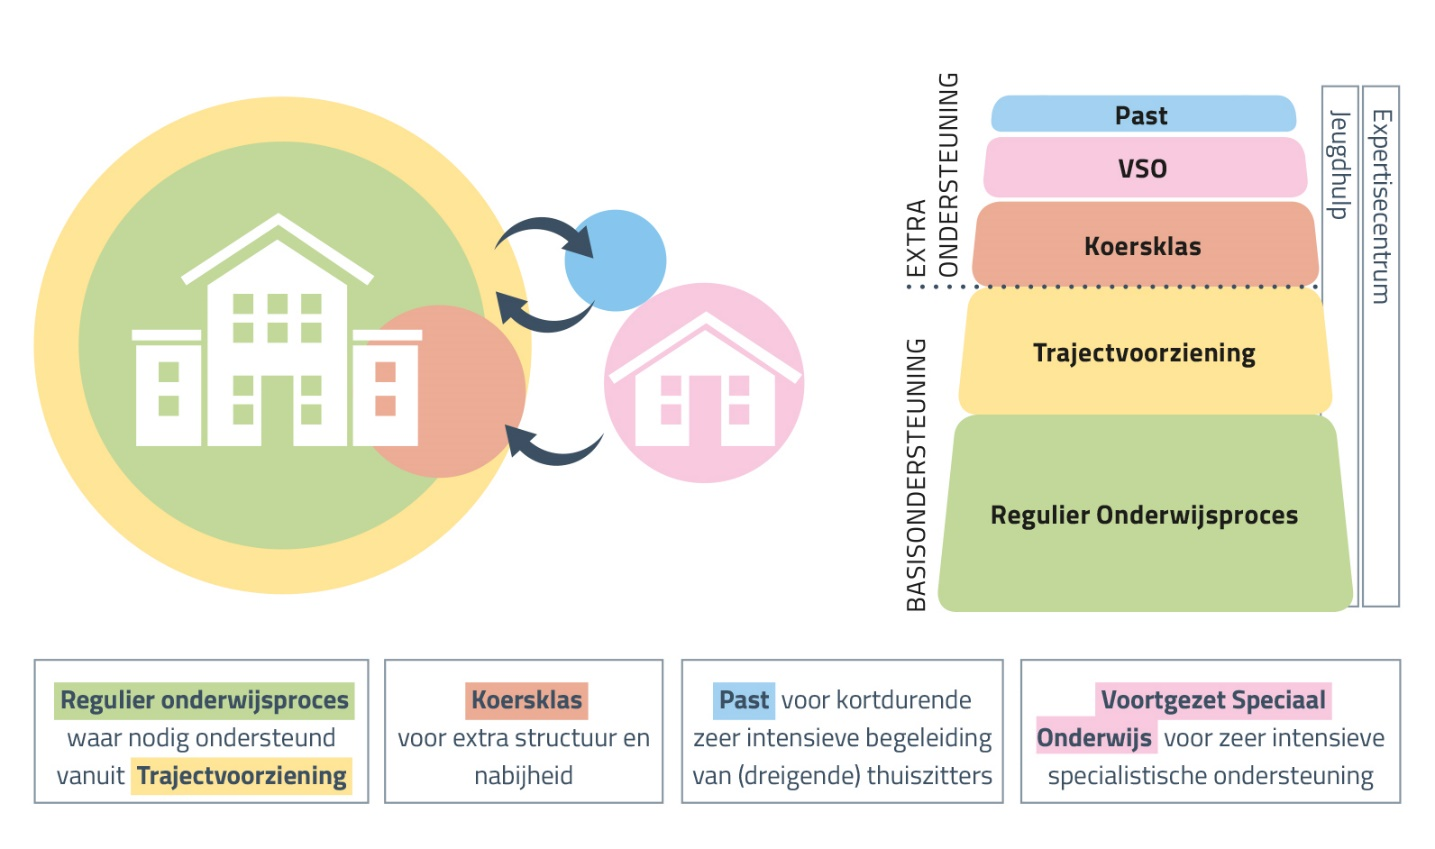 EXTRA
ONDERSTEUNING
BASISONDERSTEUNING
Past
VSO
Koersklas
Trajectvoorziening
Regulier Onderwijsproces
Jeugdhulp
Expertisecentrum
Regulier onderwijsproces
waar nodig ondersteund
vanuit Trajectvoorziening
Koersklas
voor extra structuur en
nabijheid
Past voor kortdurende
zeer intensieve begeleiding
van (dreigende) thuiszitters
Voortgezet Speciaal
Onderwijs voor zeer intensieve
specialistische ondersteuning